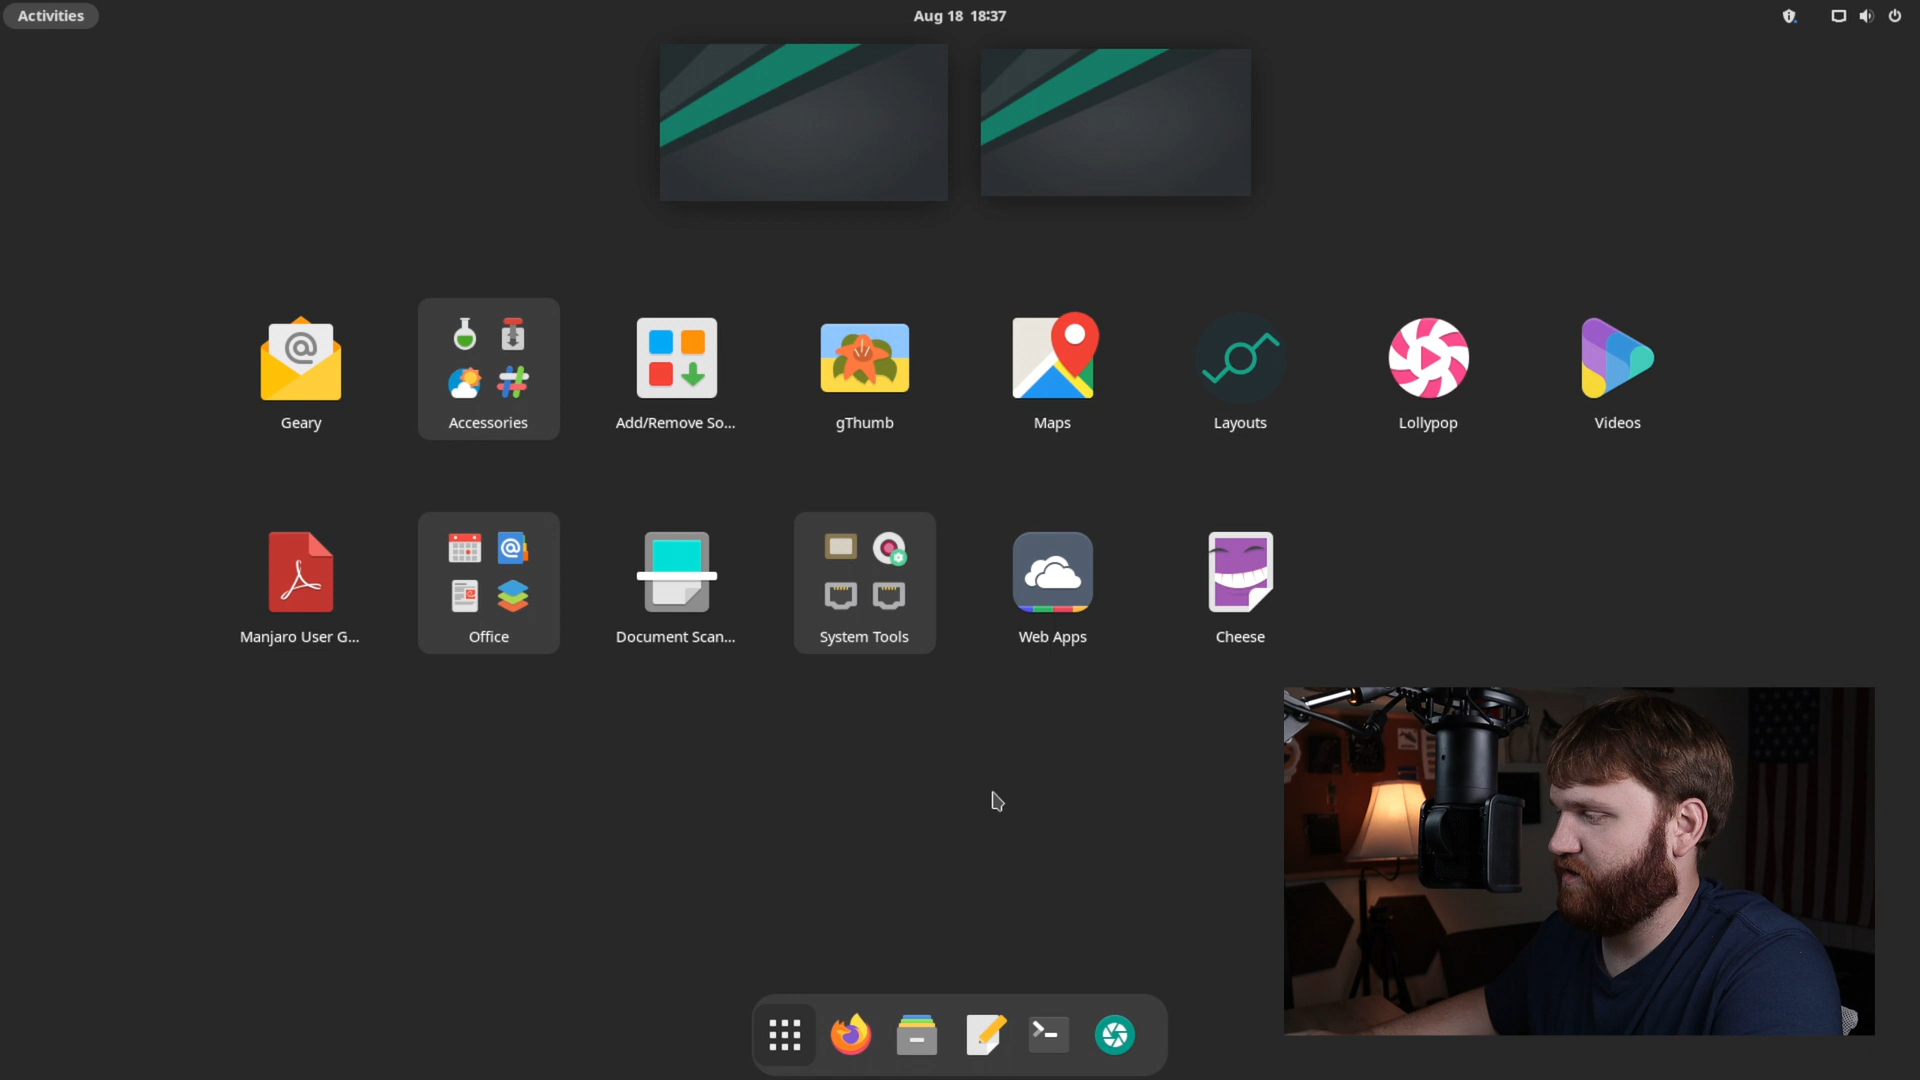 Activities
Aug 18 18:37
Geary
Accessories
Add/Remove So...
gThumb
Maps
Layouts
Lollypop
Videos
Manjaro User G...
Office
Document Scan...
System Tools
Web Apps
Cheese